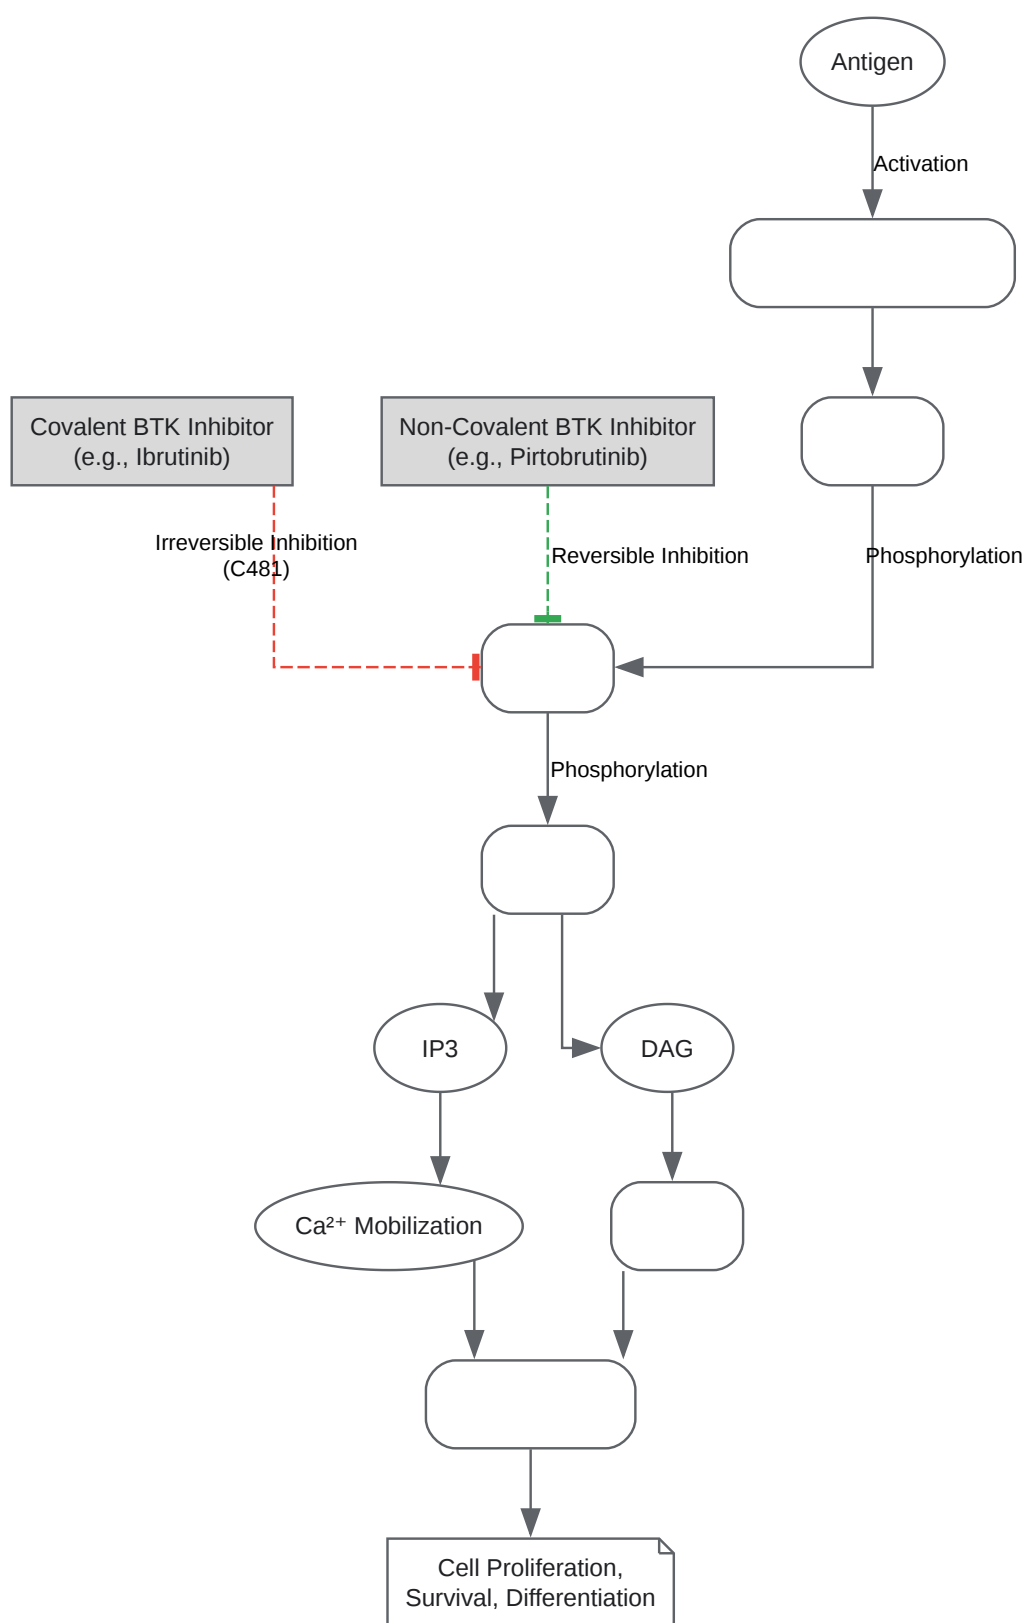 Antigen
Activation
Covalent BTK Inhibitor
(e.g., Ibrutinib)
Non-Covalent BTK Inhibitor
(e.g., Pirtobrutinib)
Irreversible Inhibition
(C481)
Reversible Inhibition
Phosphorylation
Phosphorylation
IP3
DAG
Ca²⁺ Mobilization
Cell Proliferation,
Survival, Differentiation